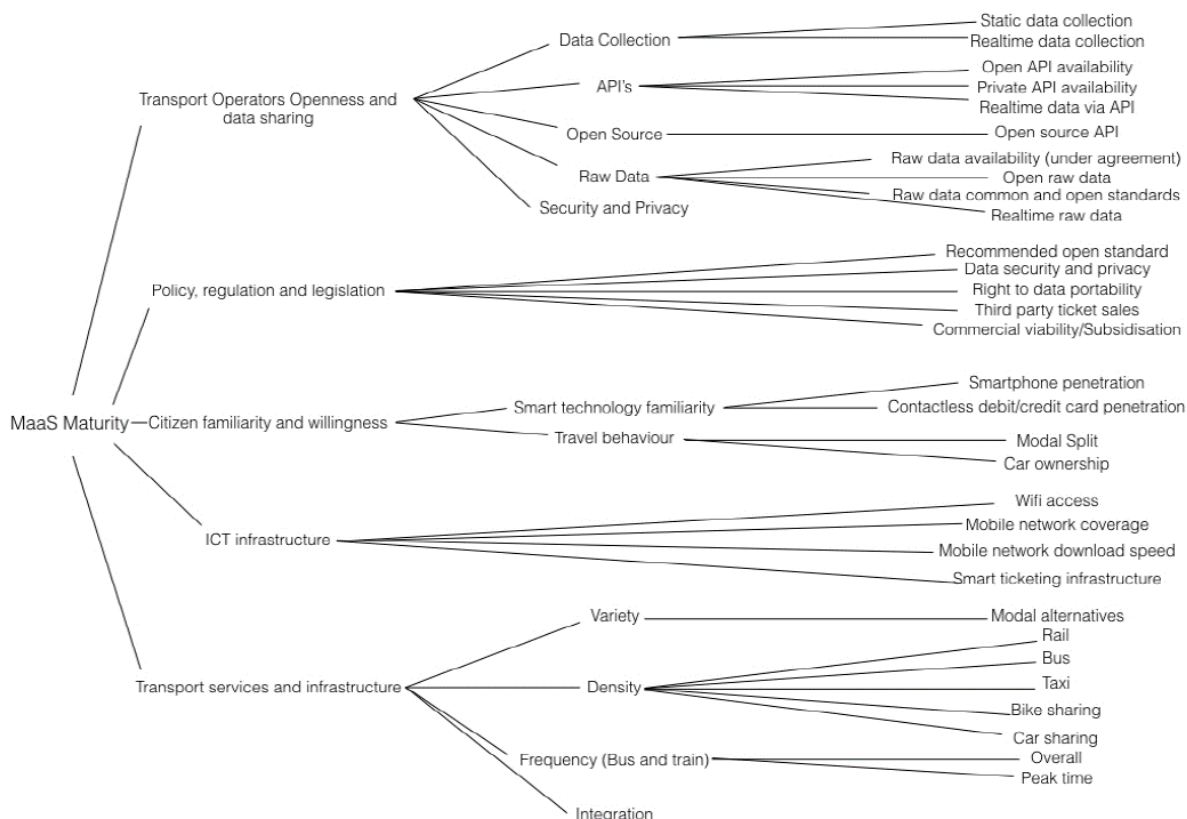 Static data collection
Data Collection
Realtime data collection
Open API availability
Transport Operators Openness and
data sharing
API's
Private API availability
Realtime data via API
Open Source
Open source API
Raw data availability (under agreement)
Raw Data
Open raw data
Raw data common and open standards
Security and Privacy
Realtime raw data
Recommended open standard
Data security and privacy
Policy, regulation and legislation
Right to data portability
Third party ticket sales
Commercial viability/Subsidisation
Smartphone penetration
Smart technology familiarity
Contactless debit/credit card penetration
MaaS Maturity
Citizen familiarity and willingness
Travel behaviour
Modal Split
Car ownership
Wifi access
Mobile network coverage
ICT infrastructure
Mobile network download speed
Smart ticketing infrastructure
Variety
Modal alternatives
Rail
Bus
Transport services and infrastructure
Density
Taxi
Bike sharing
Car sharing
Frequency (Bus and train)
Overall
Peak time
Integration